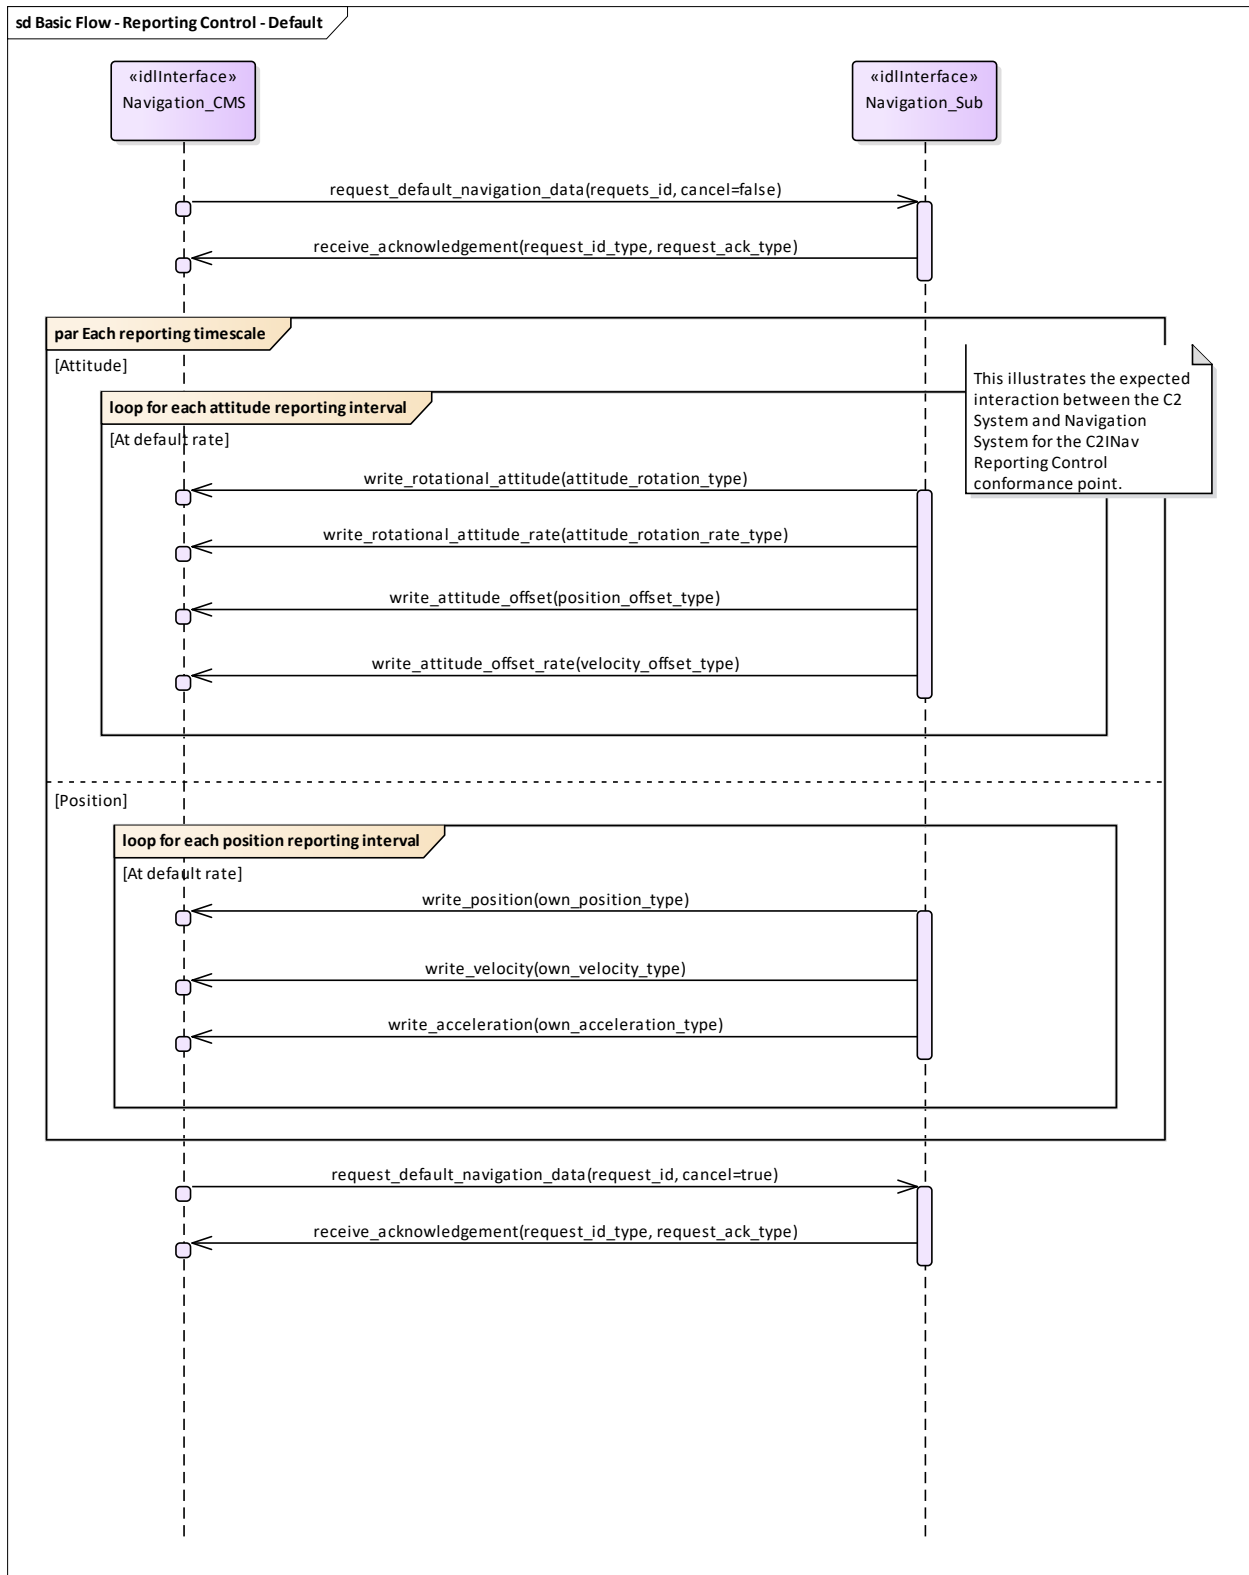 sd Basic Flow - Reporting Control - Default
«idlInterface»
Navigation_CMS
«idlInterface»
Navigation_Sub
request_default_navigation_data(requets_id, cancel=false)
receive_acknowledgement(request_id_type, request_ack_type)
par Each reporting timescale
[Attitude]
This illustrates the expected
interaction between the C2
System and Navigation
System for the C2INav
Reporting Control
conformance point.
loop for each attitude reporting interval
[At default rate]
write_rotational_attitude(attitude_rotation_type)
write_rotational_attitude_rate(attitude_rotation_rate_type)
write_attitude_offset(position_offset_type)
write_attitude_offset_rate(velocity_offset_type)
[Position]
loop for each position reporting interval
[At default rate]
write_position(own_position_type)
write_velocity(own_velocity_type)
write_acceleration(own_acceleration_type)
request_default_navigation_data(request_id, cancel=true)
receive_acknowledgement(request_id_type, request_ack_type)